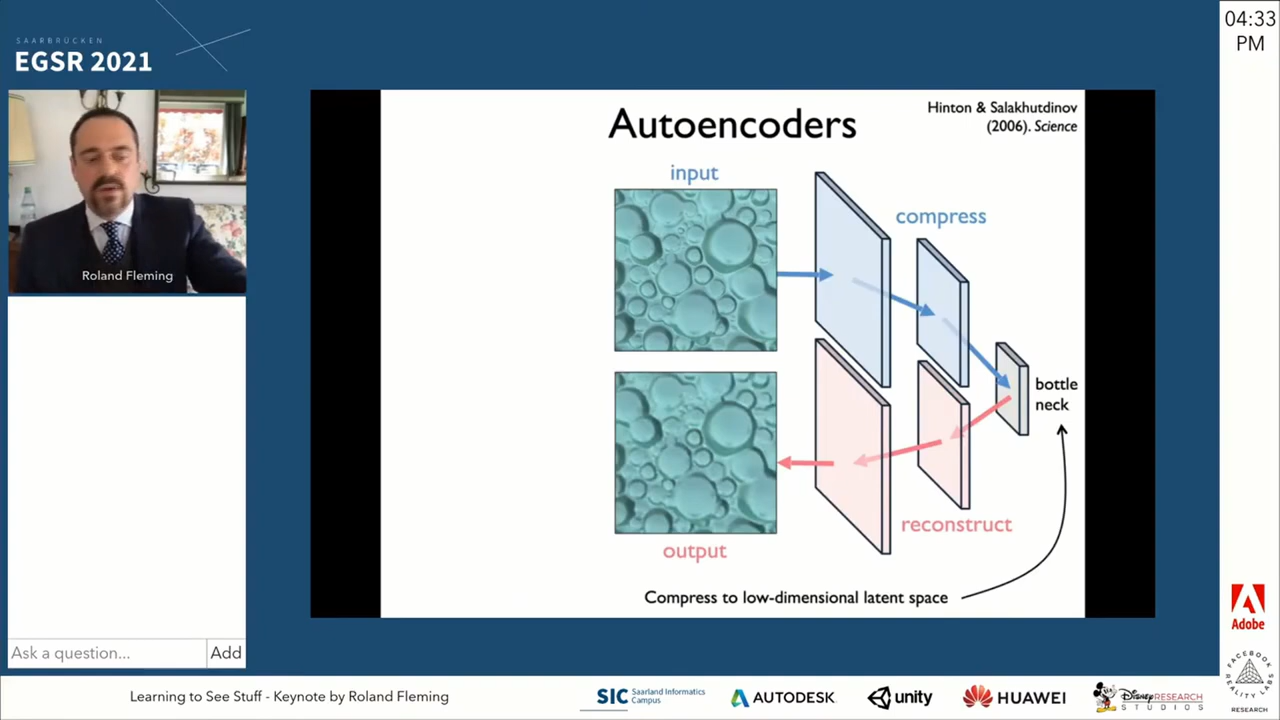 SAARBRÜCKEN
EGSR 2021
04:33
PM
Roland Fleming
Autoencoders
Hinton & Salakhutdinov
(2006). Science
input
compress
bottle
neck
reconstruct
output
Compress to low-dimensional latent space
Ask a question...
Add
Learning to See Stuff - Keynote by Roland Fleming
SIC Saarland Informatics
Campus
AUTODESK
unity
HUAWEI
Disney RESEARCH
STUDIOS
Adobe
FACEBOOK
REALITY LABS
RESEARCH